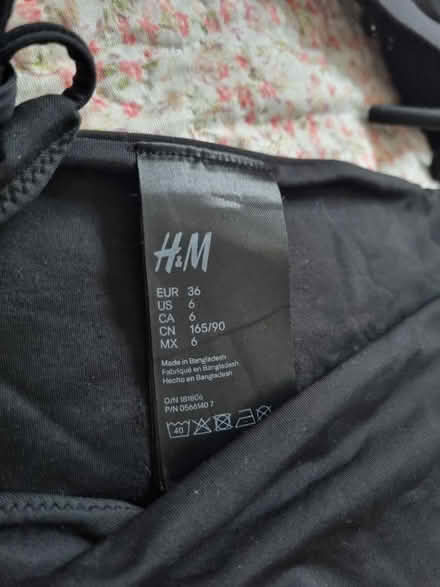 H&M
EUR 36
US 6
CA 6
CN 165/90
MX 6
Made in Bangladesh
Fabriqué en Bangladesh
Hecho en Bangladesh
O/N 181806
P/N 0566140 7
40